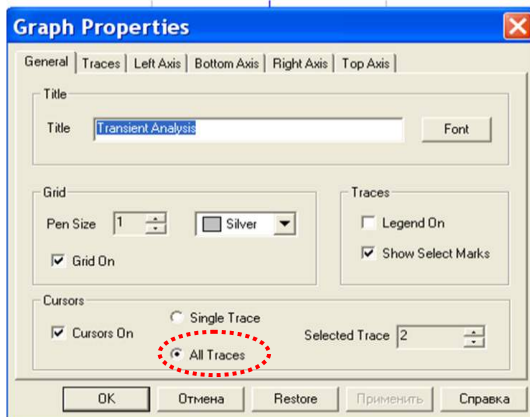 Graph Properties
General Traces Left Axis Bottom Axis Right Axis Top Axis
Title
Title Transient Analysis Font
Grid Traces
Pen Size 1 Silver Legend On
Grid On Show Select Marks
Cursors
Single Trace
Cursors On Selected Trace 2
All Traces
OK Отмена Restore Применить Справка